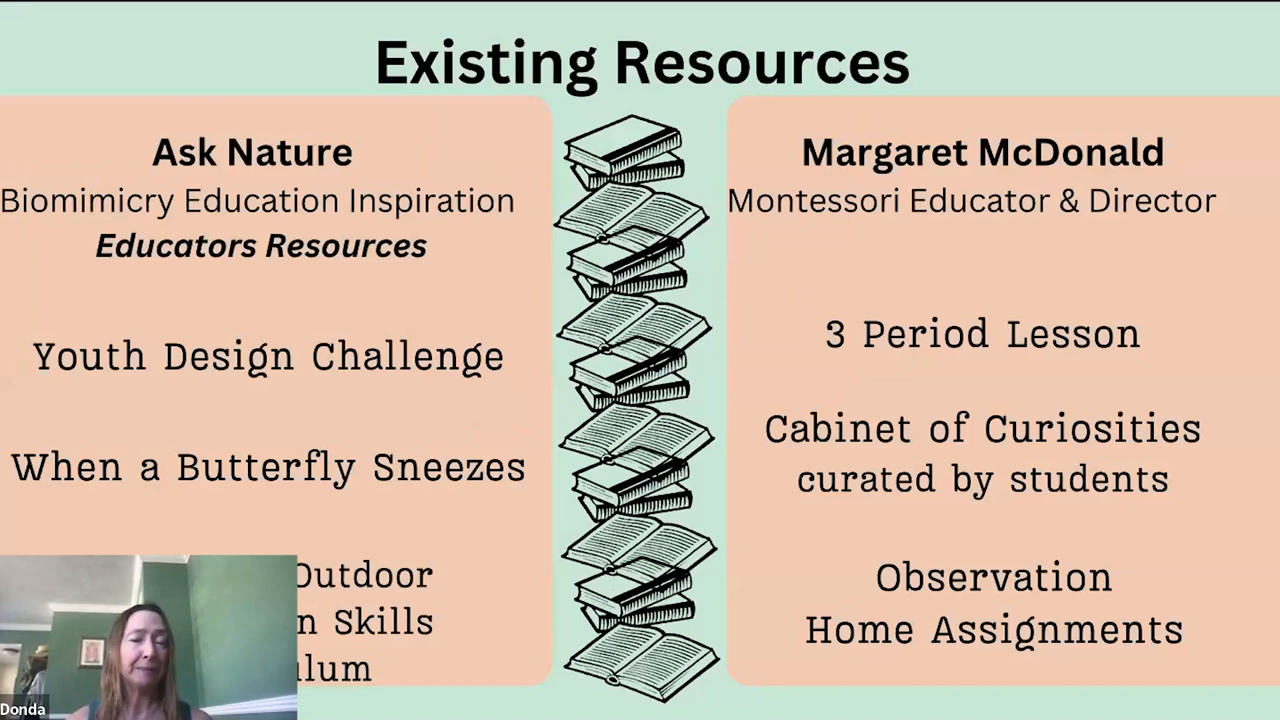 Existing Resources
Ask Nature
Biomimicry Education Inspiration
Educators Resources
Youth Design Challenge
When a Butterfly Sneezes
Outdoor
Skills
Margaret McDonald
Montessori Educator & Director
3 Period Lesson
Cabinet of Curiosities
curated by students
Observation
Home Assignments
Donda